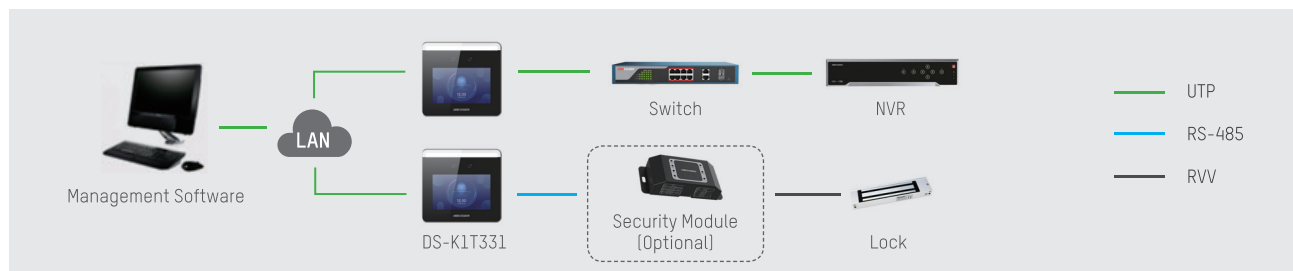 LAN
Switch
NVR
Management Software
DS-K1T331
Security Module
(Optional)
Lock
UTP
RS-485
RVV